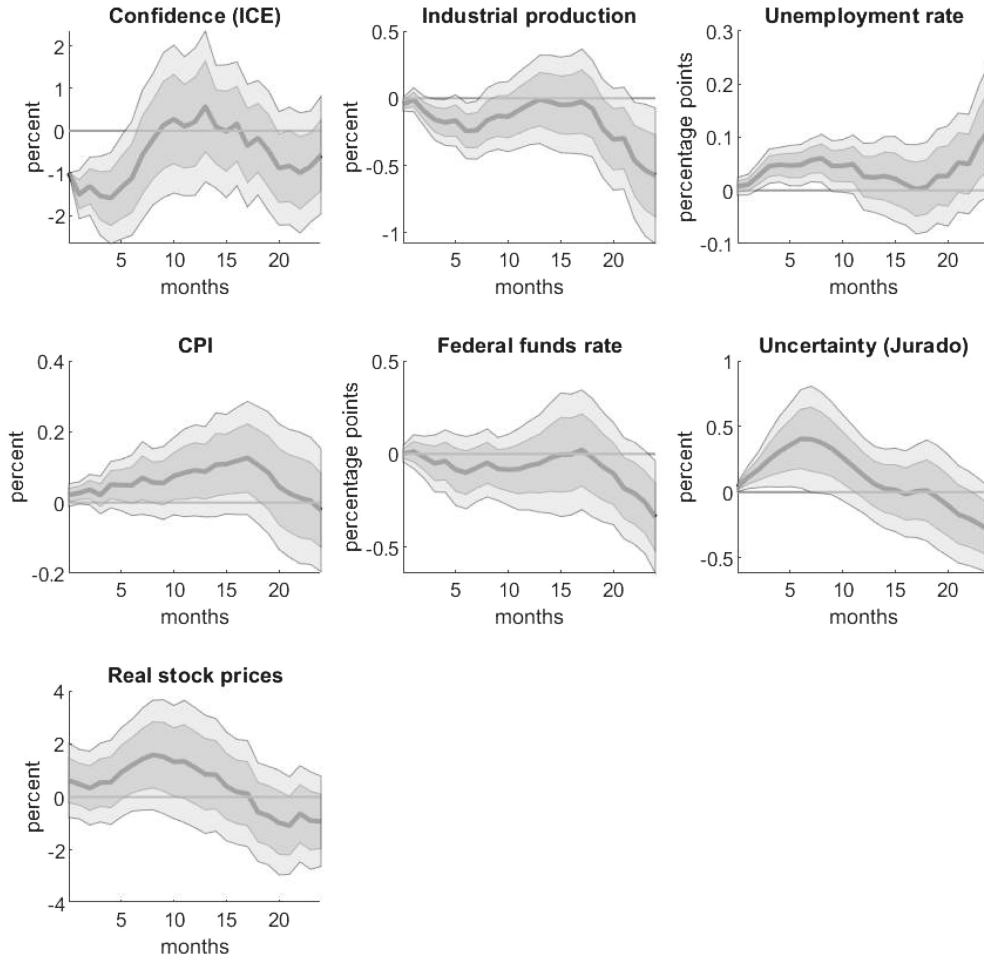 Confidence (ICE)
2
1
0
-1
-2
percent
5 10 15 20
months
Industrial production
0.5
0
-0.5
-1
percent
5 10 15 20
months
Unemployment rate
0.3
0.2
0.1
0
-0.1
percentage points
5 10 15 20
months
CPI
0.4
0.2
0
-0.2
percent
5 10 15 20
months
Federal funds rate
0.5
0
-0.5
percentage points
5 10 15 20
months
Uncertainty (Jurado)
1
0.5
0
-0.5
percent
5 10 15 20
months
Real stock prices
4
2
0
-2
-4
percent
5 10 15 20
months